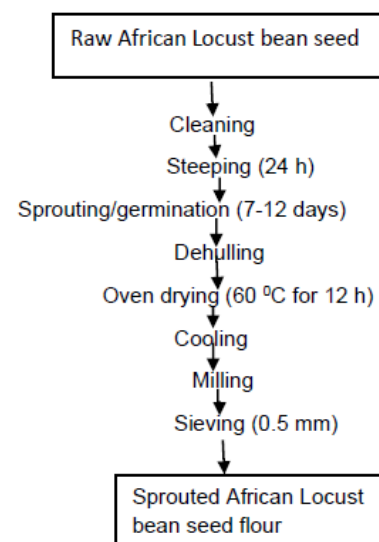 Raw African Locust bean seed
Cleaning
Steeping (24 h)
Sprouting/germination (7-12 days)
Dehulling
Oven drying (60 ⁰C for 12 h)
Cooling
Milling
Sieving (0.5 mm)
Sprouted African Locust
bean seed flour